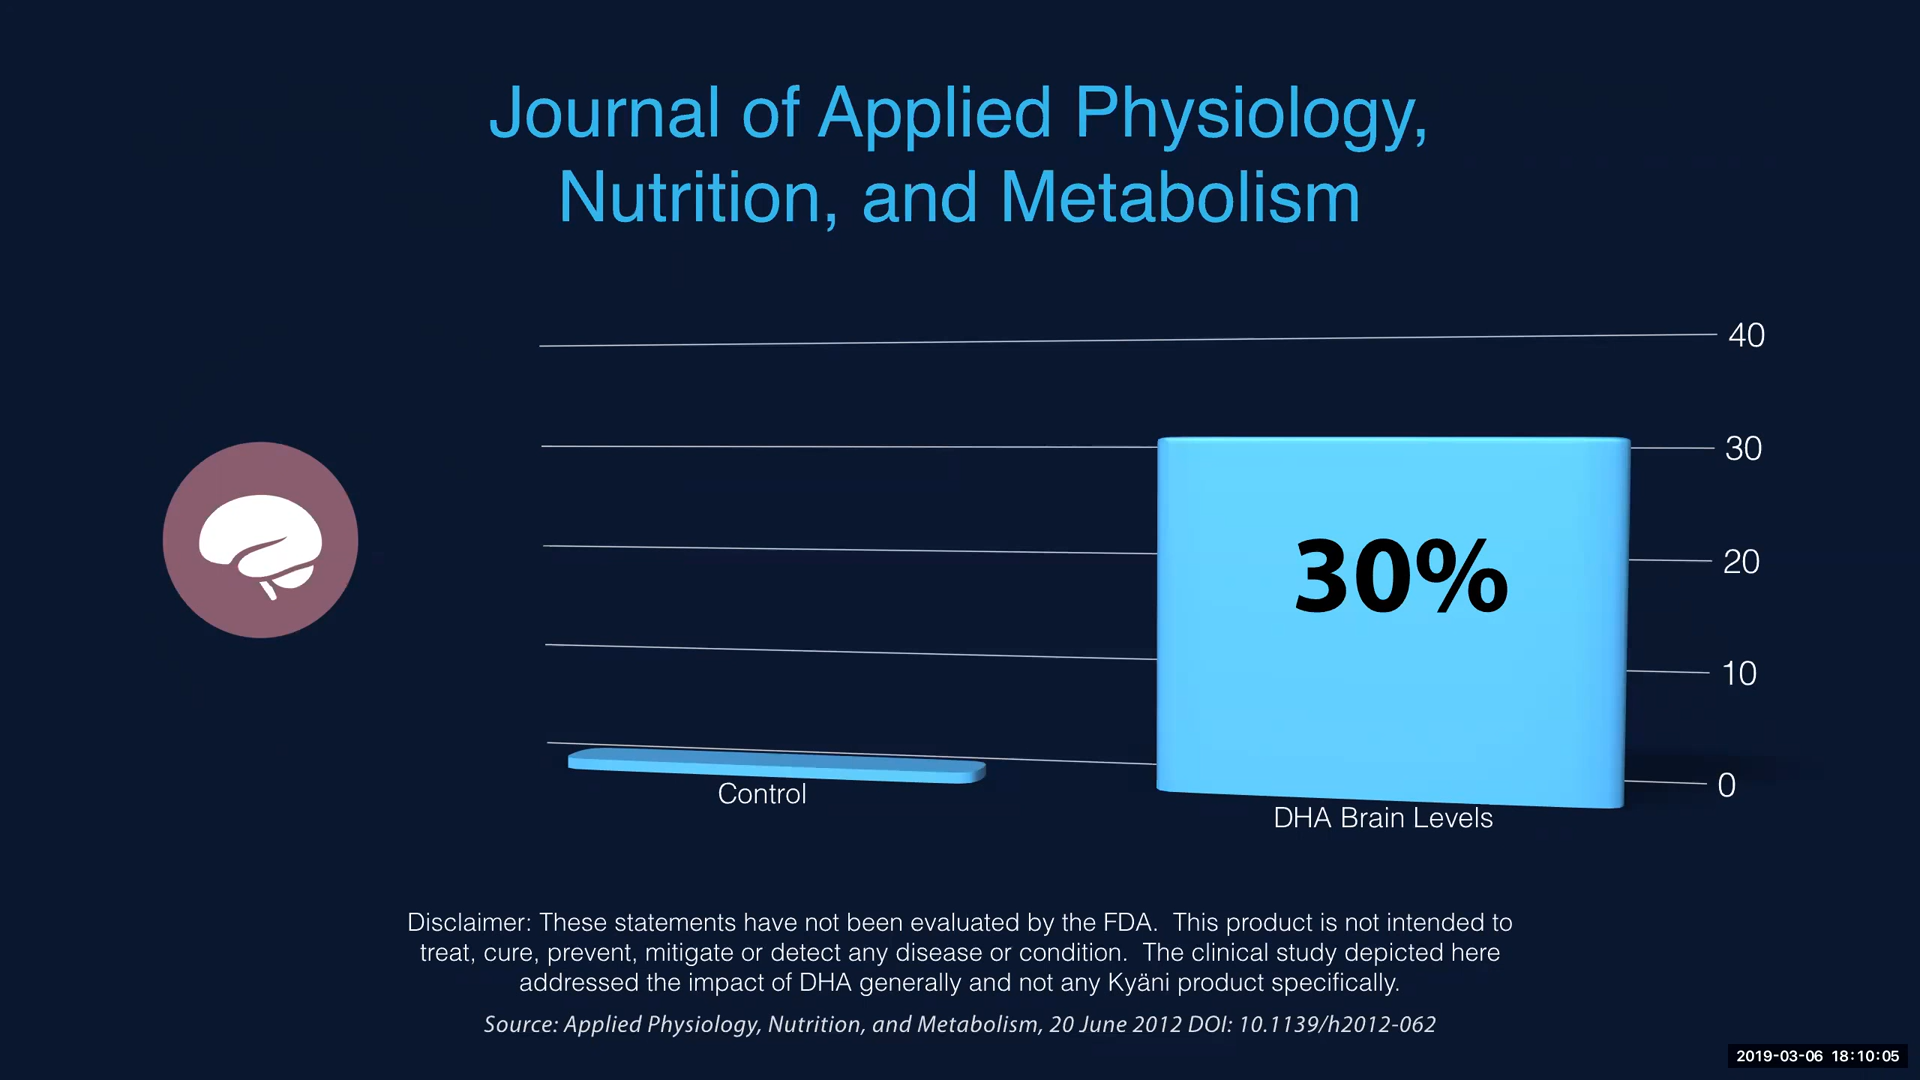 Journal of Applied Physiology,
Nutrition, and Metabolism
40
30
30%
20
10
0
Control
DHA Brain Levels
Disclaimer: These statements have not been evaluated by the FDA.  This product is not intended to
treat, cure, prevent, mitigate or detect any disease or condition.  The clinical study depicted here
addressed the impact of DHA generally and not any Kyäni product specifically.
Source: Applied Physiology, Nutrition, and Metabolism, 20 June 2012 DOI: 10.1139/h2012-062
2019-03-06 18:10:05